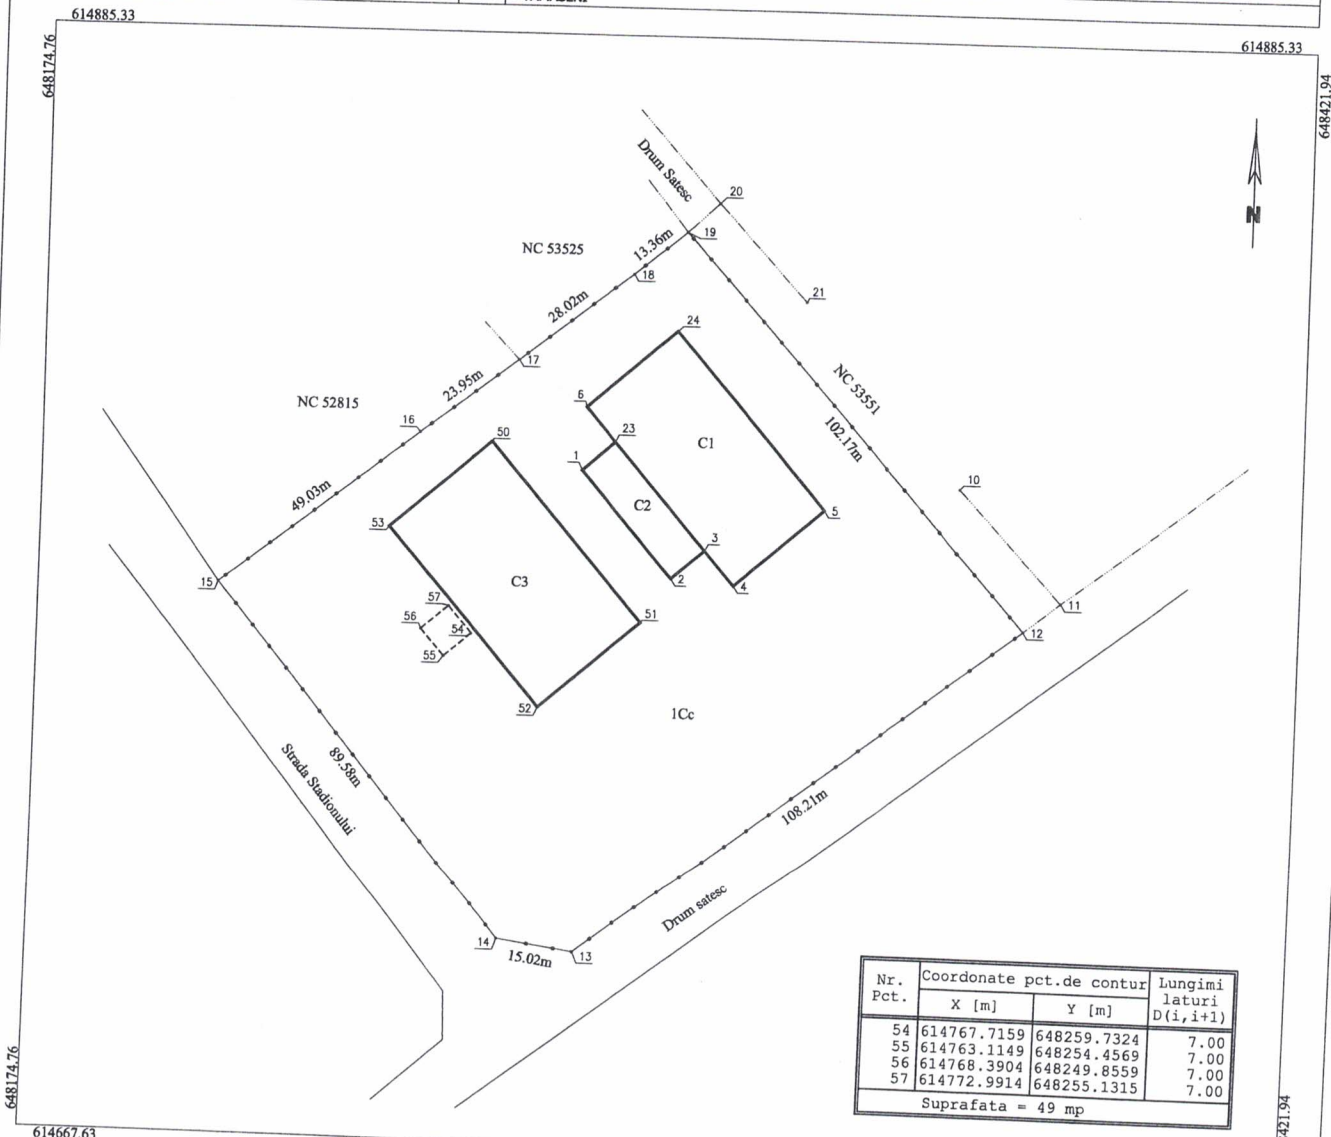 614885.33
614885.33
648174.76
648421.94
Drum Satesc
20
19
13.36m
NC 53525
18
21
28.02m
24
17
23.95m
NC 53551
NC 52815
6
16
50
23
C1
102.17m
1
10
49.03m
C2
5
53
3
15
C3
2
4
57
11
56
51
54
12
55
52
1Cc
89.58m
Strada Stadionului
108.21m
Drum satesc
14
13
15.02m
Nr. Pct.
Coordonate pct.de contur
Lungimi laturi D(i,i+1)
X [m]
Y [m]
54 614767.7159 648259.7324 7.00
55 614763.1149 648254.4569 7.00
56 614768.3904 648249.8559 7.00
57 614772.9914 648255.1315 7.00
Suprafata = 49 mp
648174.76
421.94
614667.63
N